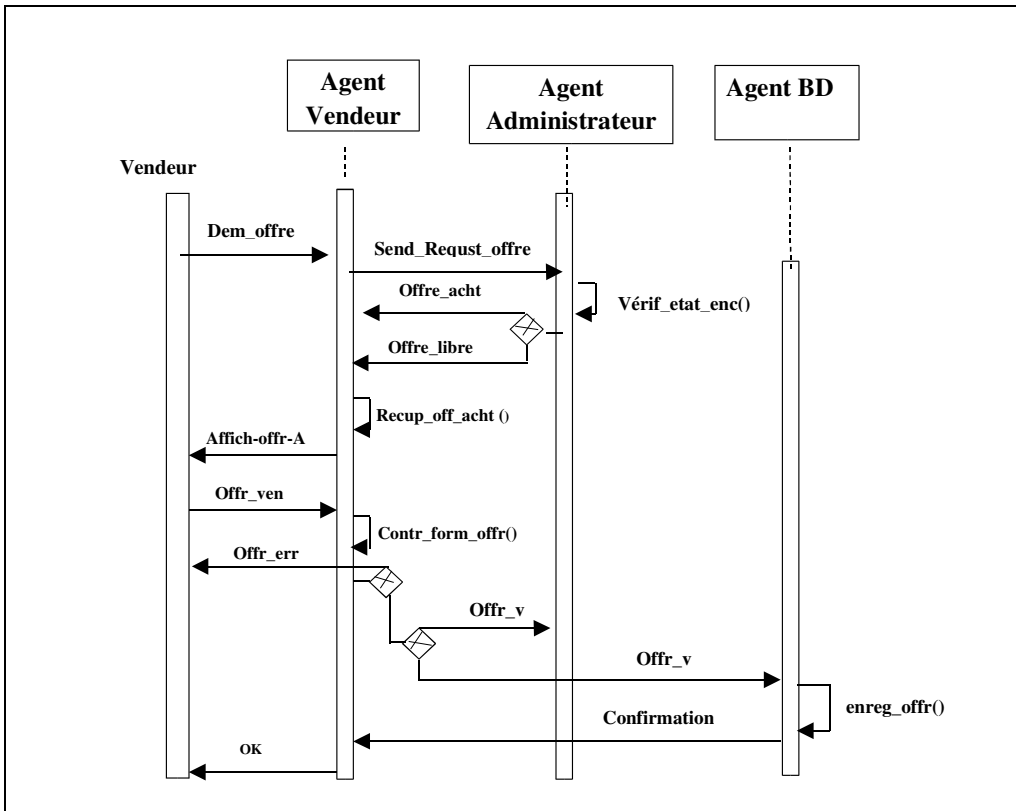 Agent
Vendeur
Agent
Administrateur
Agent BD
Vendeur
Dem_offre
Send_Requst_offre
Offre_acht
Vérif_etat_enc()
Offre_libre
Recup_off_acht ()
Affich-offr-A
Offr_ven
Contr_form_offr()
Offr_err
Offr_v
Offr_v
enreg_offr()
Confirmation
OK